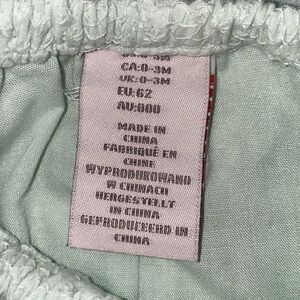 CA:0-3M
UK:0-3M
EU:62
AU:000
MADE IN
CHINA
FABRIQUÉ EN
CHINE
WYPRODUKOWANO
W CHINACH
HERGESTELLT
IN CHINA
GEPRODUCEERD IN
CHINA